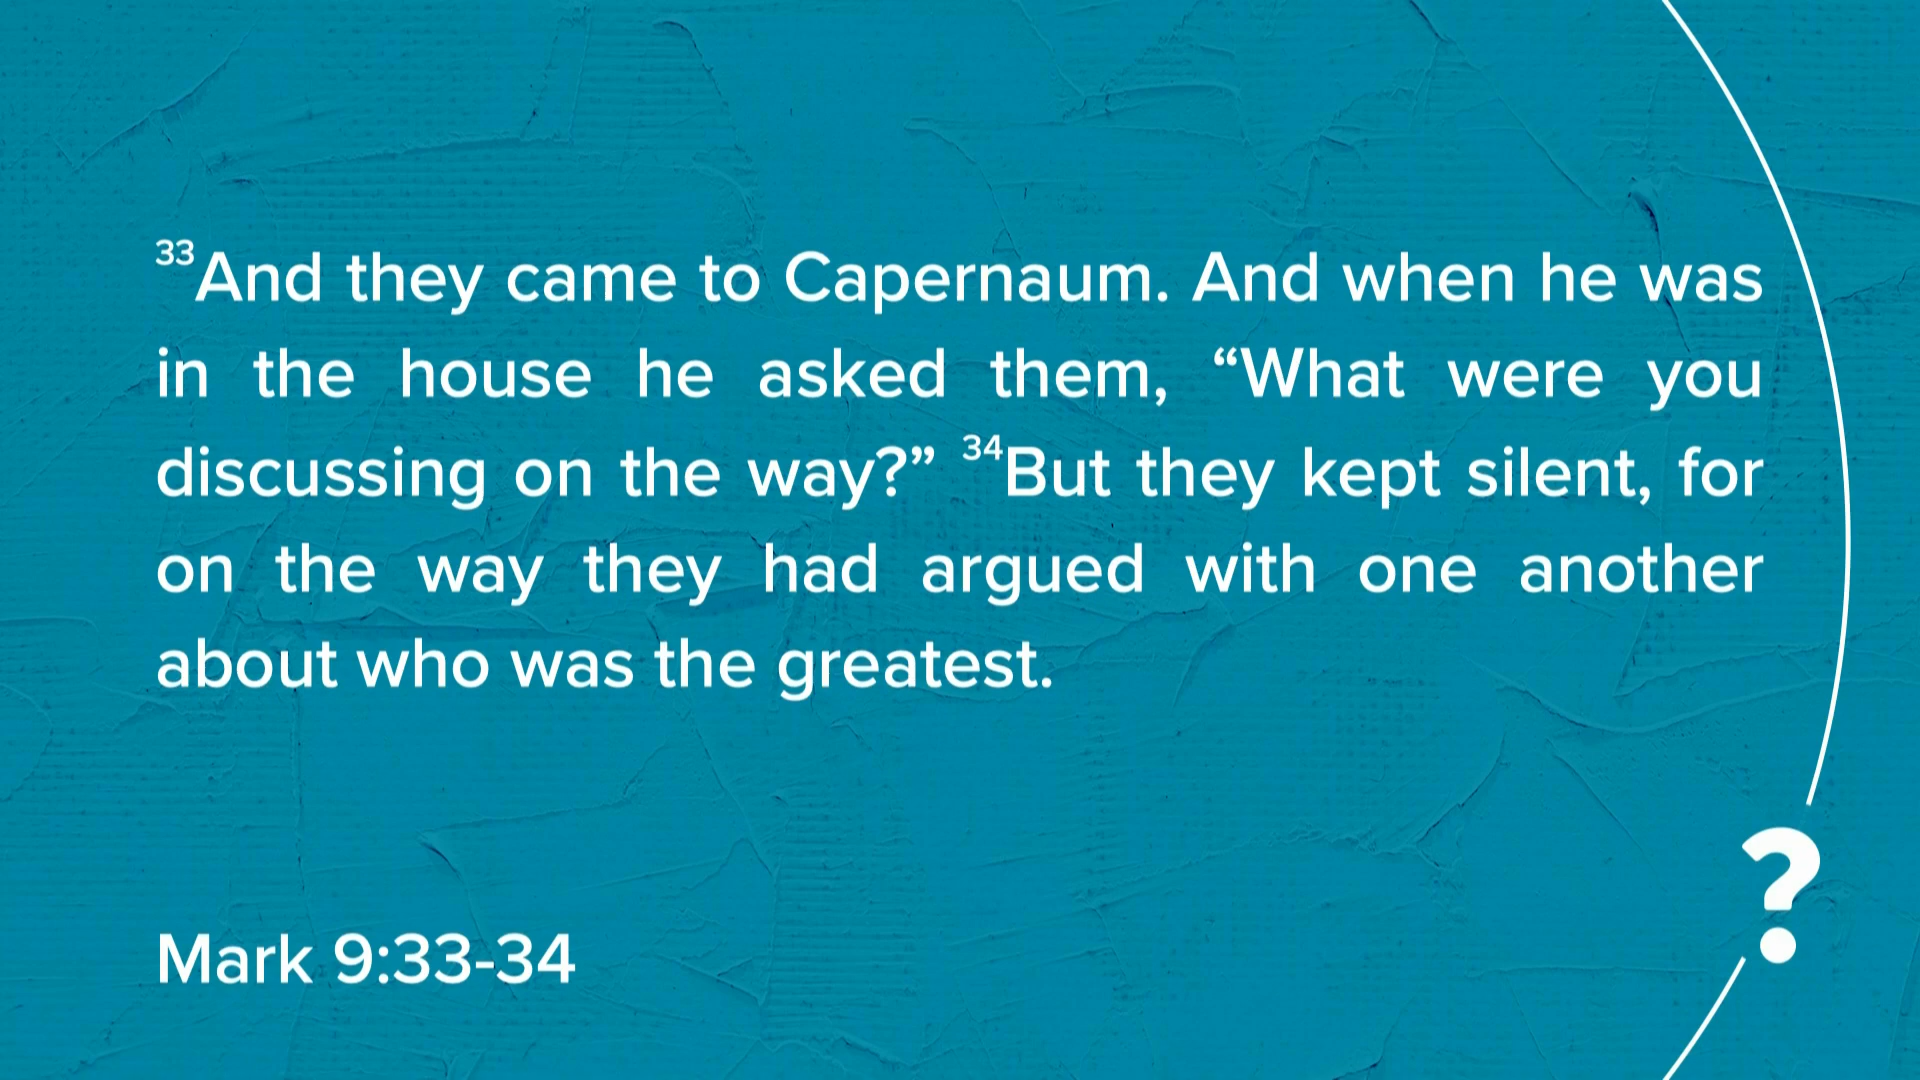 ³³And they came to Capernaum. And when he was
in the house he asked them, “What were you
discussing on the way?” ³⁴But they kept silent, for
on the way they had argued with one another
about who was the greatest.
?
Mark 9:33-34